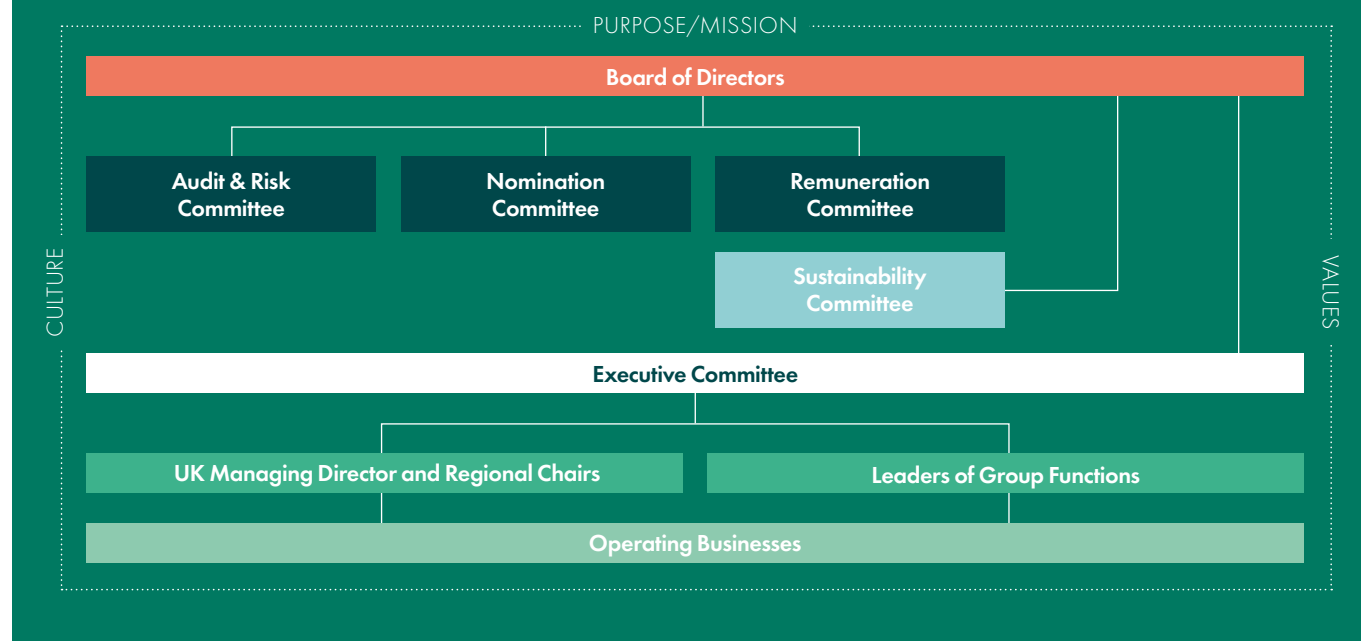 PURPOSE/MISSION
Board of Directors
Audit & Risk
Committee
Nomination
Committee
Remuneration
Committee
Sustainability
Committee
CULTURE
VALUES
Executive Committee
UK Managing Director and Regional Chairs
Leaders of Group Functions
Operating Businesses